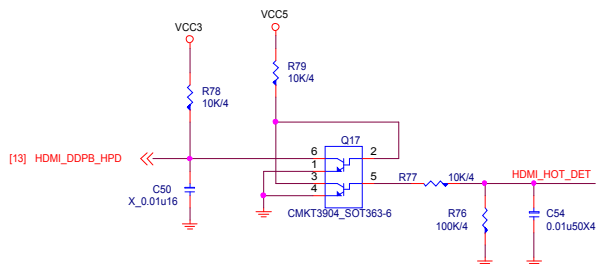 VCC3
VCC5
R78
10K/4
R79
10K/4
Q17
[13] HDMI_DDPB_HPD
6
2
1
3
5
4
R77
10K/4
HDMI_HOT_DET
C50
X_0.01u16
CMKT3904_SOT363-6
R76
100K/4
C54
0.01u50X4